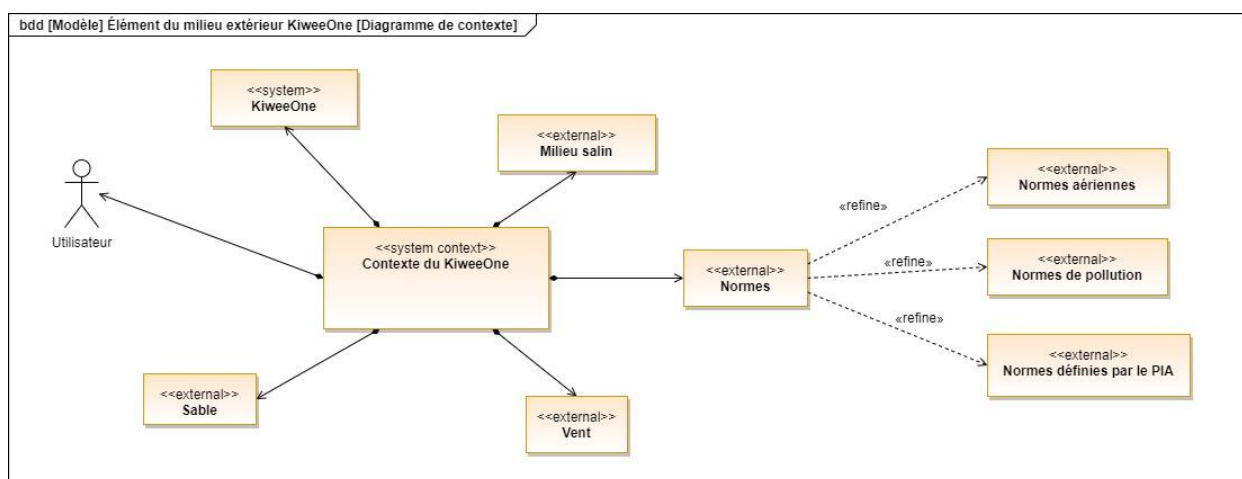 bdd [Modèle] Élément du milieu extérieur KiweeOne [Diagramme de contexte]
<<system>>
KiweeOne
<<external>>
Milieu salin
Utilisateur
<<system context>>
Contexte du KiweeOne
<<external>>
Normes
«refine»
«refine»
«refine»
<<external>>
Normes aériennes
<<external>>
Normes de pollution
<<external>>
Normes définies par le PIA
<<external>>
Sable
<<external>>
Vent